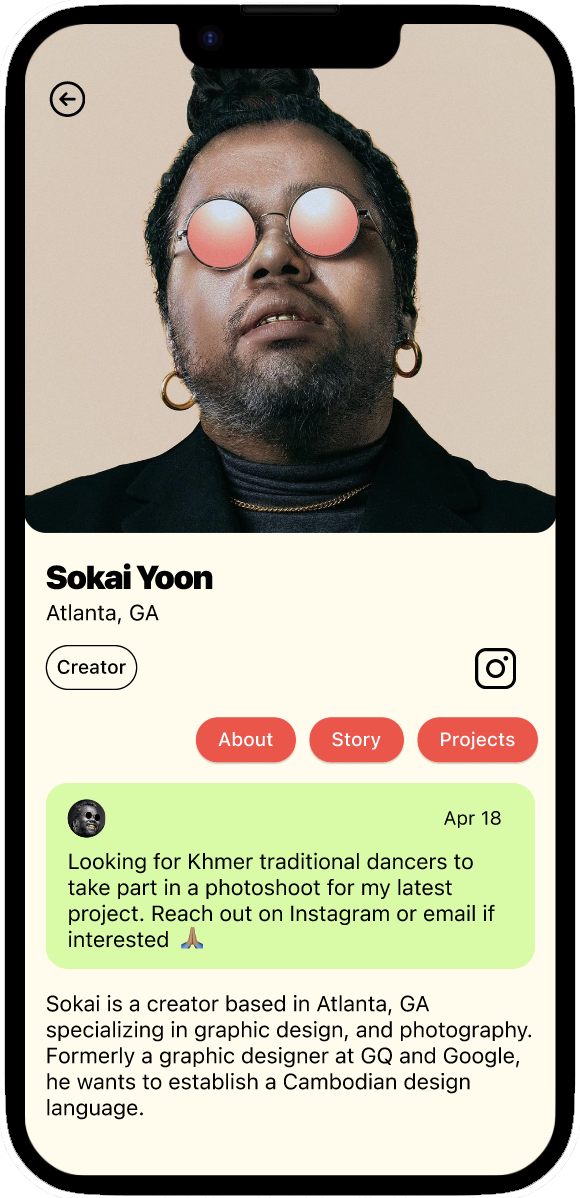 Sokai Yoon
Atlanta, GA
Creator
About Story Projects
Apr 18
Looking for Khmer traditional dancers to
take part in a photoshoot for my latest
project. Reach out on Instagram or email if
interested 🙏🏽
Sokai is a creator based in Atlanta, GA
specializing in graphic design, and photography.
Formerly a graphic designer at GQ and Google,
he wants to establish a Cambodian design
language.